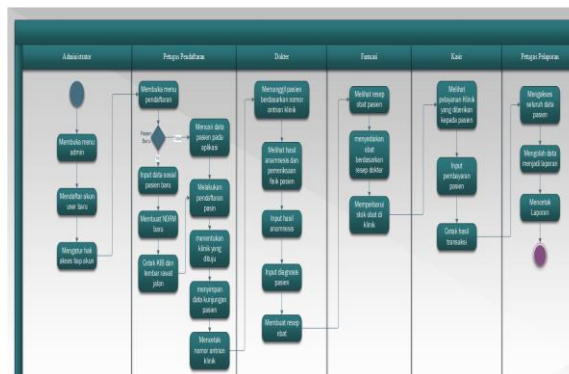 Administrator
Petugas Pendaftaran
Dokter
Farmasi
Kasir
Petugas Pelaporan
Membuka menu
admin
Mendaftar akun
user baru
Mengatur hak
akses tiap akun
Membuka menu
pendaftaran
Pasien
Baru
Mencari data
pasien pada
aplikasi
Input data sosial
pasien baru
Melakukan
pendaftaran
pasin
Membuat NORM
baru
menentukan
klinik yang
dituju
Cetak KIB dan
lembar rawat
jalan
menyimpan
data kunjungan
pasien
Mencetak
nomor antrian
klinik
Memanggil pasien
berdasarkan nomor
antrian klinik
Melihat hasil
anamnesis dan
pemeriksaan
fisik pasien
Input hasil
anamnesis
Input diagnosis
pasien
Membuat resep
obat
Melihat resep
obat pasien
menyediakan
obat
berdasarkan
resep dokter
Memperbarui
stok obat di
klinik
Melihat
pelayanan Klinik
yang diberikan
kepada pasien
Input
pembayaran
pasien
Cetak hasil
transaksi
Mengakses
seluruh data
pasien
Mengolah data
menjadi laporan
Mencetak
Laporan